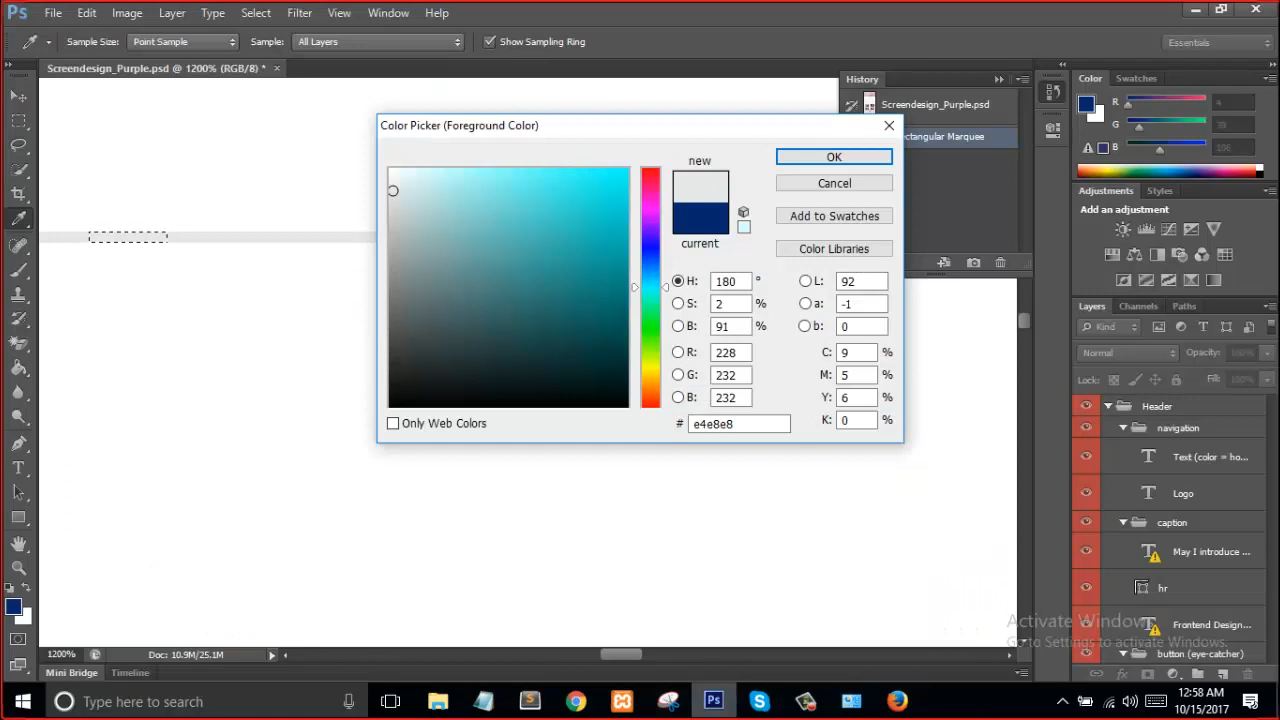 Ps File Edit Image Layer Type Select Filter View Window Help
Sample Size: Point Sample Sample: All Layers Show Sampling Ring Essentials
Screendesign_Purple.psd @ 1200% (RGB/8) * ×
History
Screendesign_Purple.psd
ectangular Marquee
Color Picker (Foreground Color)
new
current
OK
Cancel
Add to Swatches
Color Libraries
H: 180 ° L: 92
S: 2 % a: -1
B: 91 % b: 0
R: 228 C: 9 %
G: 232 M: 5 %
B: 232 Y: 6 %
# e4e8e8 K: 0 %
Only Web Colors
Color Swatches
R 4
G
B
Adjustments Styles
Add an adjustment
Layers Channels Paths
Kind
Normal Opacity: 100%
Lock: Fill: 100%
Header
navigation
Text (color = ho...
Logo
caption
May I introduce ...
hr
Frontend Design...
button (eye-catcher)
Activate Windows
Go to Settings to activate Windows.
1200% Doc: 10.9M/25.1M
Mini Bridge Timeline
Type here to search
12:58 AM
10/15/2017